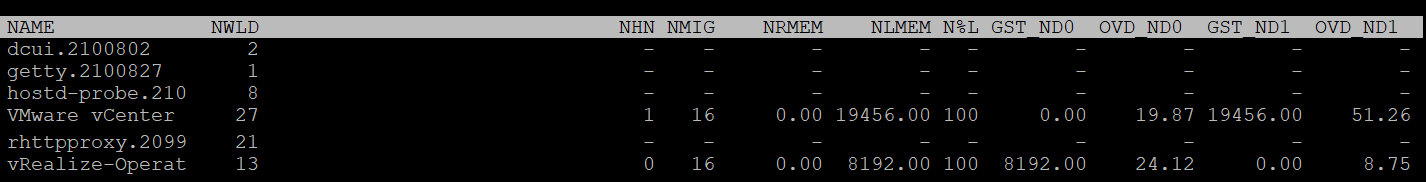 NAME NWLD NHN NMIG NRMEM NLMEM N%L GST_ND0 OVD_ND0 GST_ND1 OVD_ND1
dcui.2100802 2 - - - - - - - - -
getty.2100827 1 - - - - - - - - -
hostd-probe.210 8 - - - - - - - - -
VMware vCenter 27 1 16 0.00 19456.00 100 0.00 19.87 19456.00 51.26
rhttpproxy.2099 21 - - - - - - - - -
vRealize-Operat 13 0 16 0.00 8192.00 100 8192.00 24.12 0.00 8.75